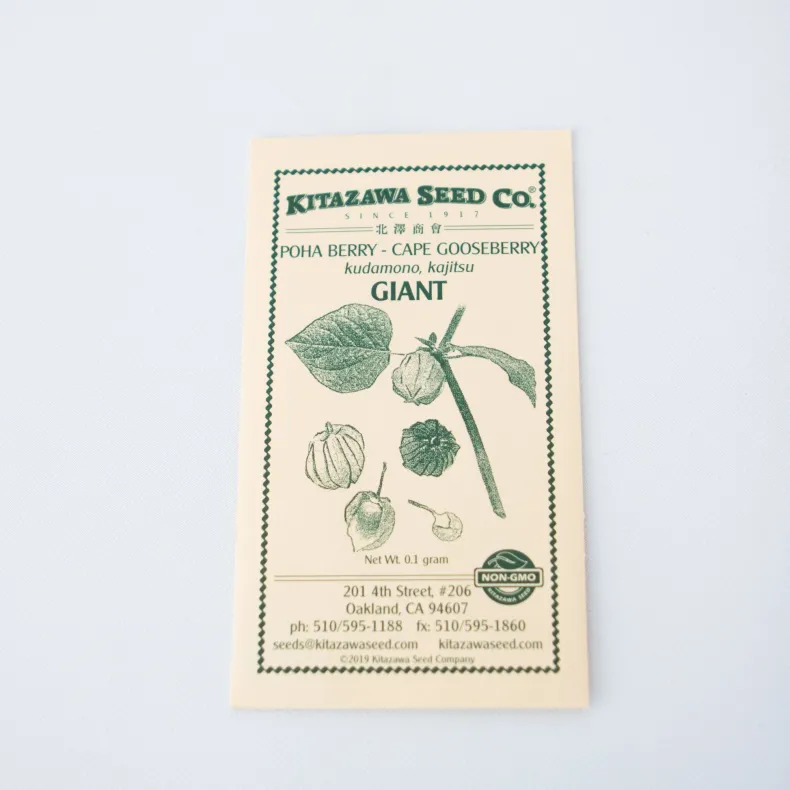 KITAZAWA SEED CO.®
SINCE 1917
北澤商會
POHA BERRY - CAPE GOOSEBERRY
kudamono, kajitsu
GIANT
Net Wt. 0.1 gram
NON-GMO
KITAZAWA SEED
201 4th Street, #206
Oakland, CA 94607
ph: 510/595-1188 fx: 510/595-1860
seeds@kitazawaseed.com kitazawaseed.com
©2019 Kitazawa Seed Company